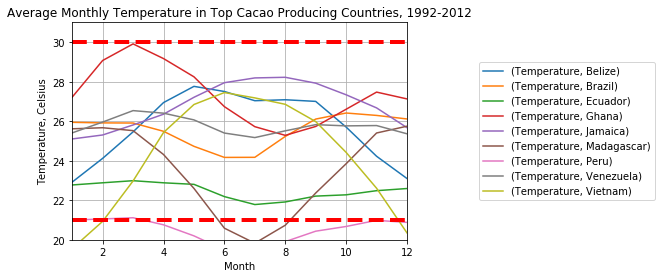 Average Monthly Temperature in Top Cacao Producing Countries, 1992-2012
30
28
26
24
22
20
Temperature, Celsius
2 4 6 8 10 12
Month
(Temperature, Belize)
(Temperature, Brazil)
(Temperature, Ecuador)
(Temperature, Ghana)
(Temperature, Jamaica)
(Temperature, Madagascar)
(Temperature, Peru)
(Temperature, Venezuela)
(Temperature, Vietnam)